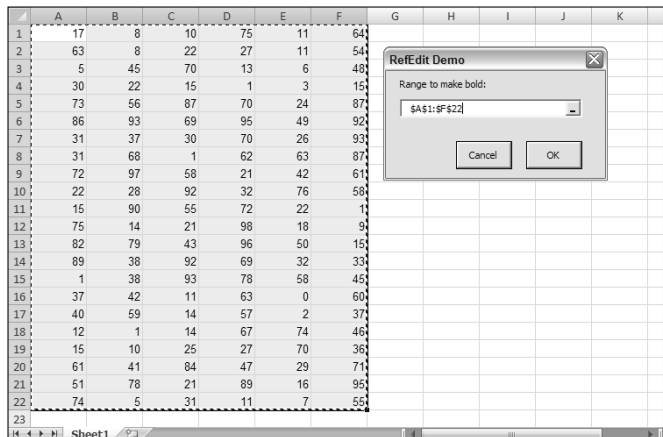 A B C D E F G H I J K
1 17 8 10 75 11 64
2 63 8 22 27 11 54
3 5 45 70 13 6 48
4 30 22 15 1 3 15
5 73 56 87 70 24 87
6 86 93 69 95 49 92
7 31 37 30 70 26 93
8 31 68 1 62 63 87
9 72 97 58 21 42 61
10 22 28 92 32 76 58
11 15 90 55 72 22 1
12 75 14 21 98 18 9
13 82 79 43 96 50 15
14 89 38 92 69 32 33
15 1 38 93 78 58 45
16 37 42 11 63 0 60
17 40 59 14 57 2 37
18 12 1 14 67 74 46
19 15 10 25 27 70 36
20 61 41 84 47 29 71
21 51 78 21 89 16 95
22 74 5 31 11 7 55
23
Sheet1
RefEdit Demo
Range to make bold:
$A$1:$F$22
Cancel OK